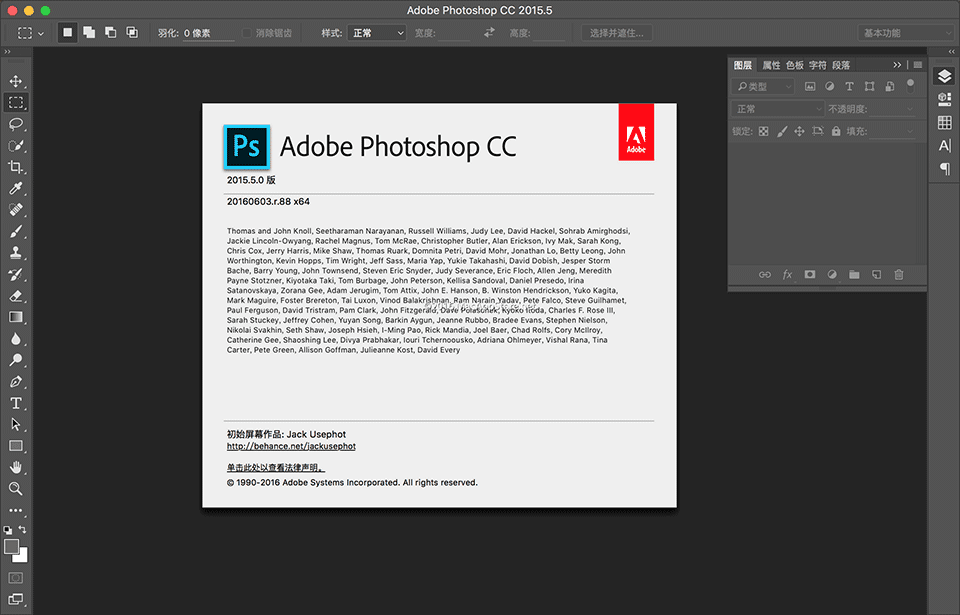 Adobe Photoshop CC 2015.5
羽化: 0 像素
消除锯齿
样式: 正常
宽度:
高度:
选择并遮住...
基本功能
图层 属性 色板 字符 段落
类型
正常
不透明度:
锁定:
填充:
fx
Ps
Adobe Photoshop CC
Adobe
2015.5.0 版
20160603.r.88 x64
Thomas and John Knoll, Seetharaman Narayanan, Russell Williams, Judy Lee, David Hackel, Sohrab Amirghodsi,
Jackie Lincoln-Owyang, Rachel Magnus, Tom McRae, Christopher Butler, Alan Erickson, Ivy Mak, Sarah Kong,
Chris Cox, Jerry Harris, Mike Shaw, Thomas Ruark, Domnita Petri, David Mohr, Jonathan Lo, Betty Leong, John
Worthington, Kevin Hopps, Tim Wright, Jeff Sass, Maria Yap, Yukie Takahashi, David Dobish, Jesper Storm
Bache, Barry Young, John Townsend, Steven Eric Snyder, Judy Severance, Eric Floch, Allen Jeng, Meredith
Payne Stotzner, Kiyotaka Taki, Tom Burbage, John Peterson, Kellisa Sandoval, Daniel Presedo, Irina
Satanovskaya, Zorana Gee, Adam Jerugim, Tom Attix, John E. Hanson, B. Winston Hendrickson, Yuko Kagita,
Mark Maguire, Foster Brereton, Tai Luxon, Vinod Balakrishnan, Ram Narain Yadav, Pete Falco, Steve Guilhamet,
Paul Ferguson, David Tristram, Pam Clark, John Fitzgerald, Dave Polaschek, Kyoko Itoda, Charles F. Rose III,
Sarah Stuckey, Jeffrey Cohen, Yuyan Song, Barkin Aygun, Jeanne Rubbo, Bradee Evans, Stephen Nielson,
Nikolai Svakhin, Seth Shaw, Joseph Hsieh, I-Ming Pao, Rick Mandia, Joel Baer, Chad Rolfs, Cory McIlroy,
Catherine Gee, Shaoshing Lee, Divya Prabhakar, Iouri Tchernoousko, Adriana Ohlmeyer, Vishal Rana, Tina
Carter, Pete Green, Allison Goffman, Julieanne Kost, David Every
初始屏幕作品: Jack Usephot
http://behance.net/jackusephot
单击此处以查看法律声明。
© 1990-2016 Adobe Systems Incorporated. All rights reserved.